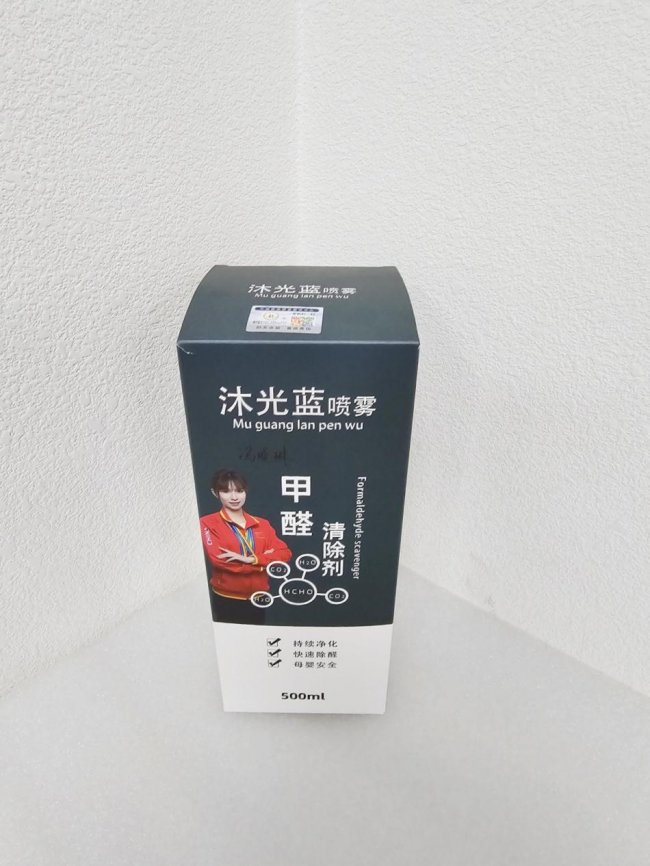 沐光蓝喷雾
Mu guang lan pen wu
沐光蓝喷雾
Mu guang lan pen wu
甲醛
清除剂
Formaldehyde scavenger
CHINA
CO₂
H₂O
HCHO
H₂O
CO₂
持续净化
快速除醛
母婴安全
500ml